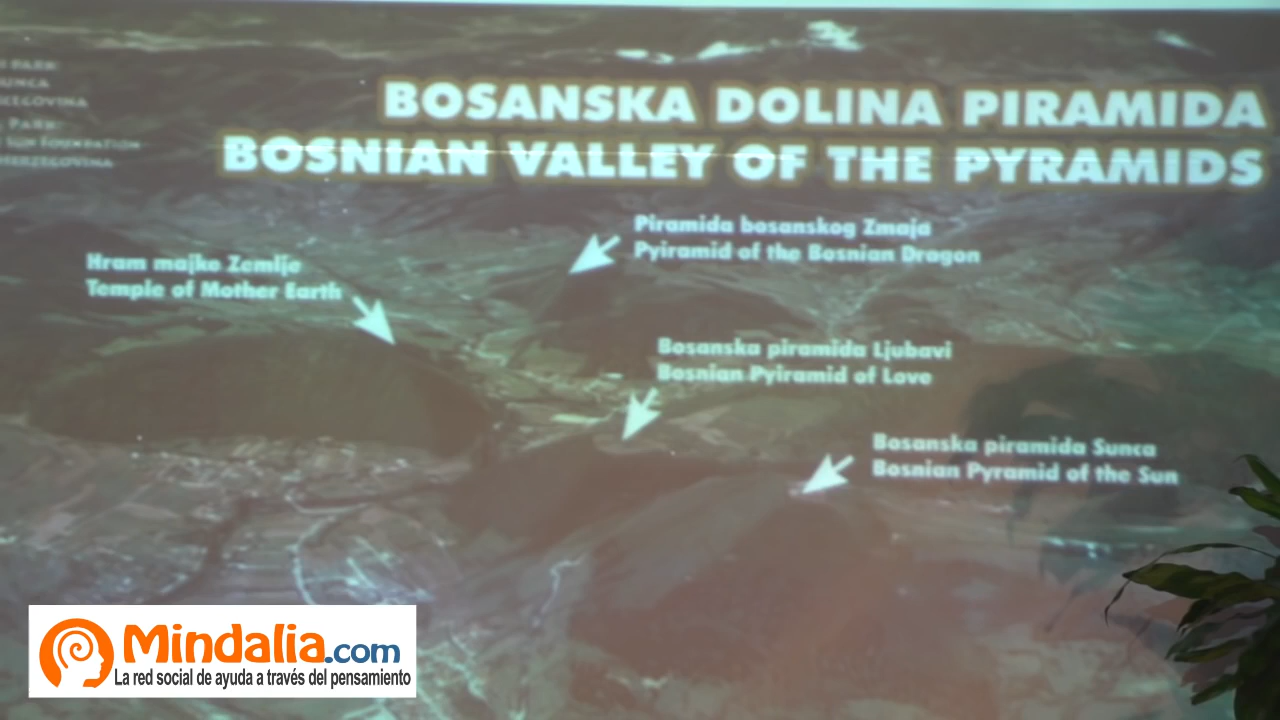 PARK:
BOSANSKA DOLINA PIRAMIDA
BOSNIAN VALLEY OF THE PYRAMIDS
Piramida bosanskog Zmaja
Pyiramid of the Bosnian Dragon
Hram majke Zemlje
Temple of Mother Earth
Bosanska piramida Ljubavi
Bosnian Pyiramid of Love
Bosanska piramida Sunca
Bosnian Pyramid of the Sun
Mindalia.com
La red social de ayuda a través del pensamiento